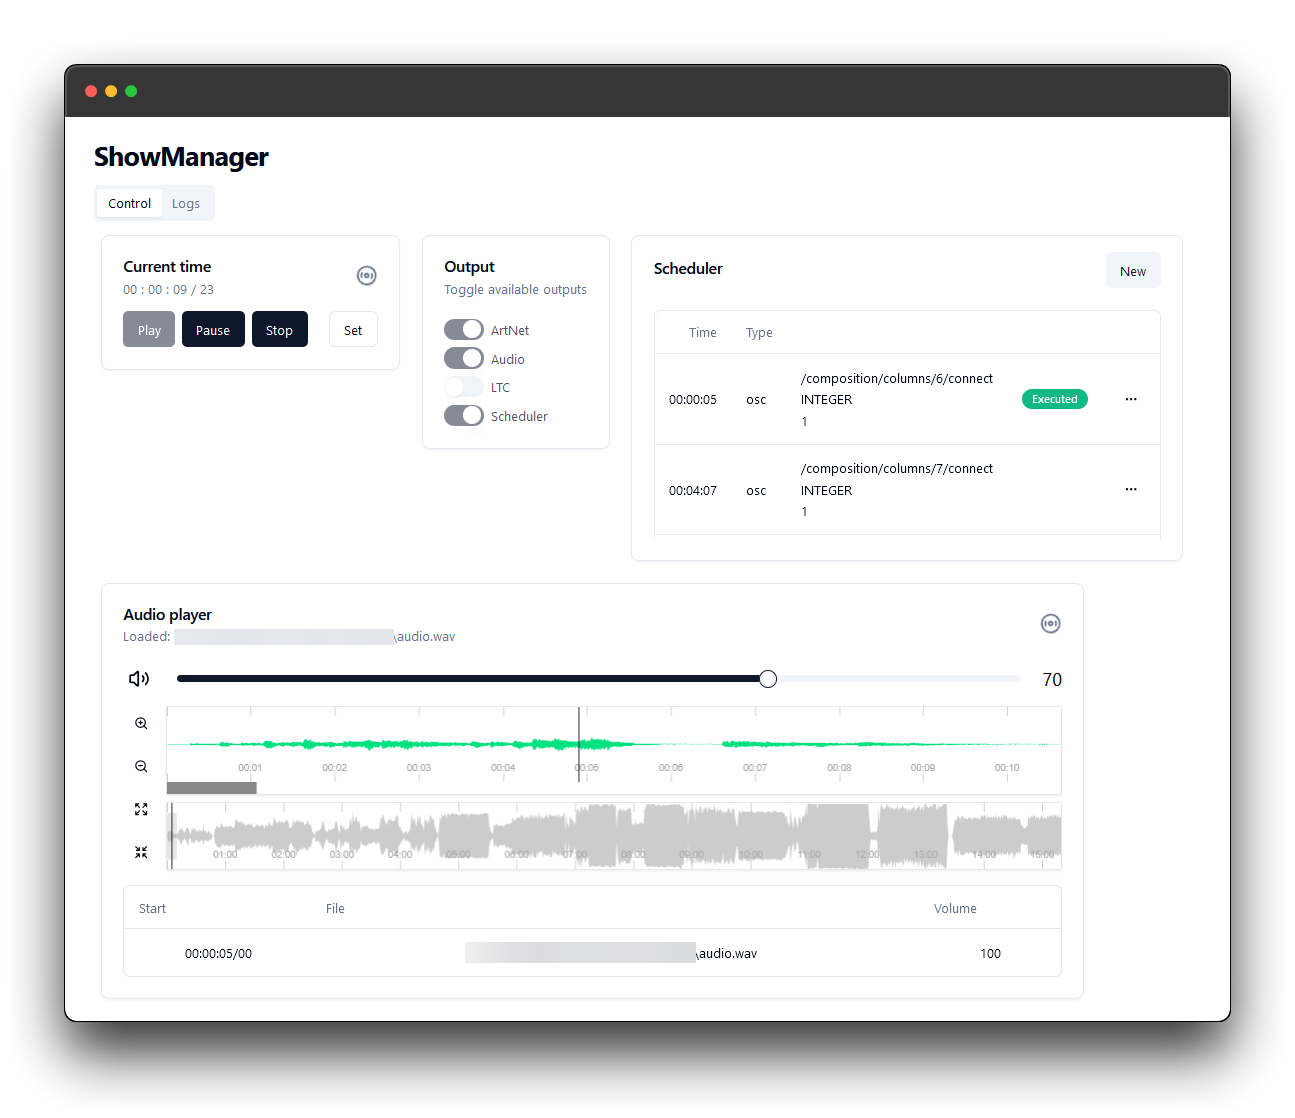 ShowManager
Control Logs
Current time
00 : 00 : 09 / 23
Play Pause Stop Set
Output
Toggle available outputs
ArtNet
Audio
LTC
Scheduler
Scheduler
New
Time Type
/composition/columns/6/connect
00:00:05 osc INTEGER Executed ...
1
/composition/columns/7/connect
00:04:07 osc INTEGER ...
1
Audio player
Loaded: \audio.wav
70
00:01 00:02 00:03 00:04 00:05 00:06 00:07 00:08 00:09 00:10
01:00 02:00 03:00 04:00 05:00 06:00 07:00 08:00 09:00 10:00 11:00 12:00 13:00 14:00 15:00
Start File Volume
00:00:05/00 \audio.wav 100